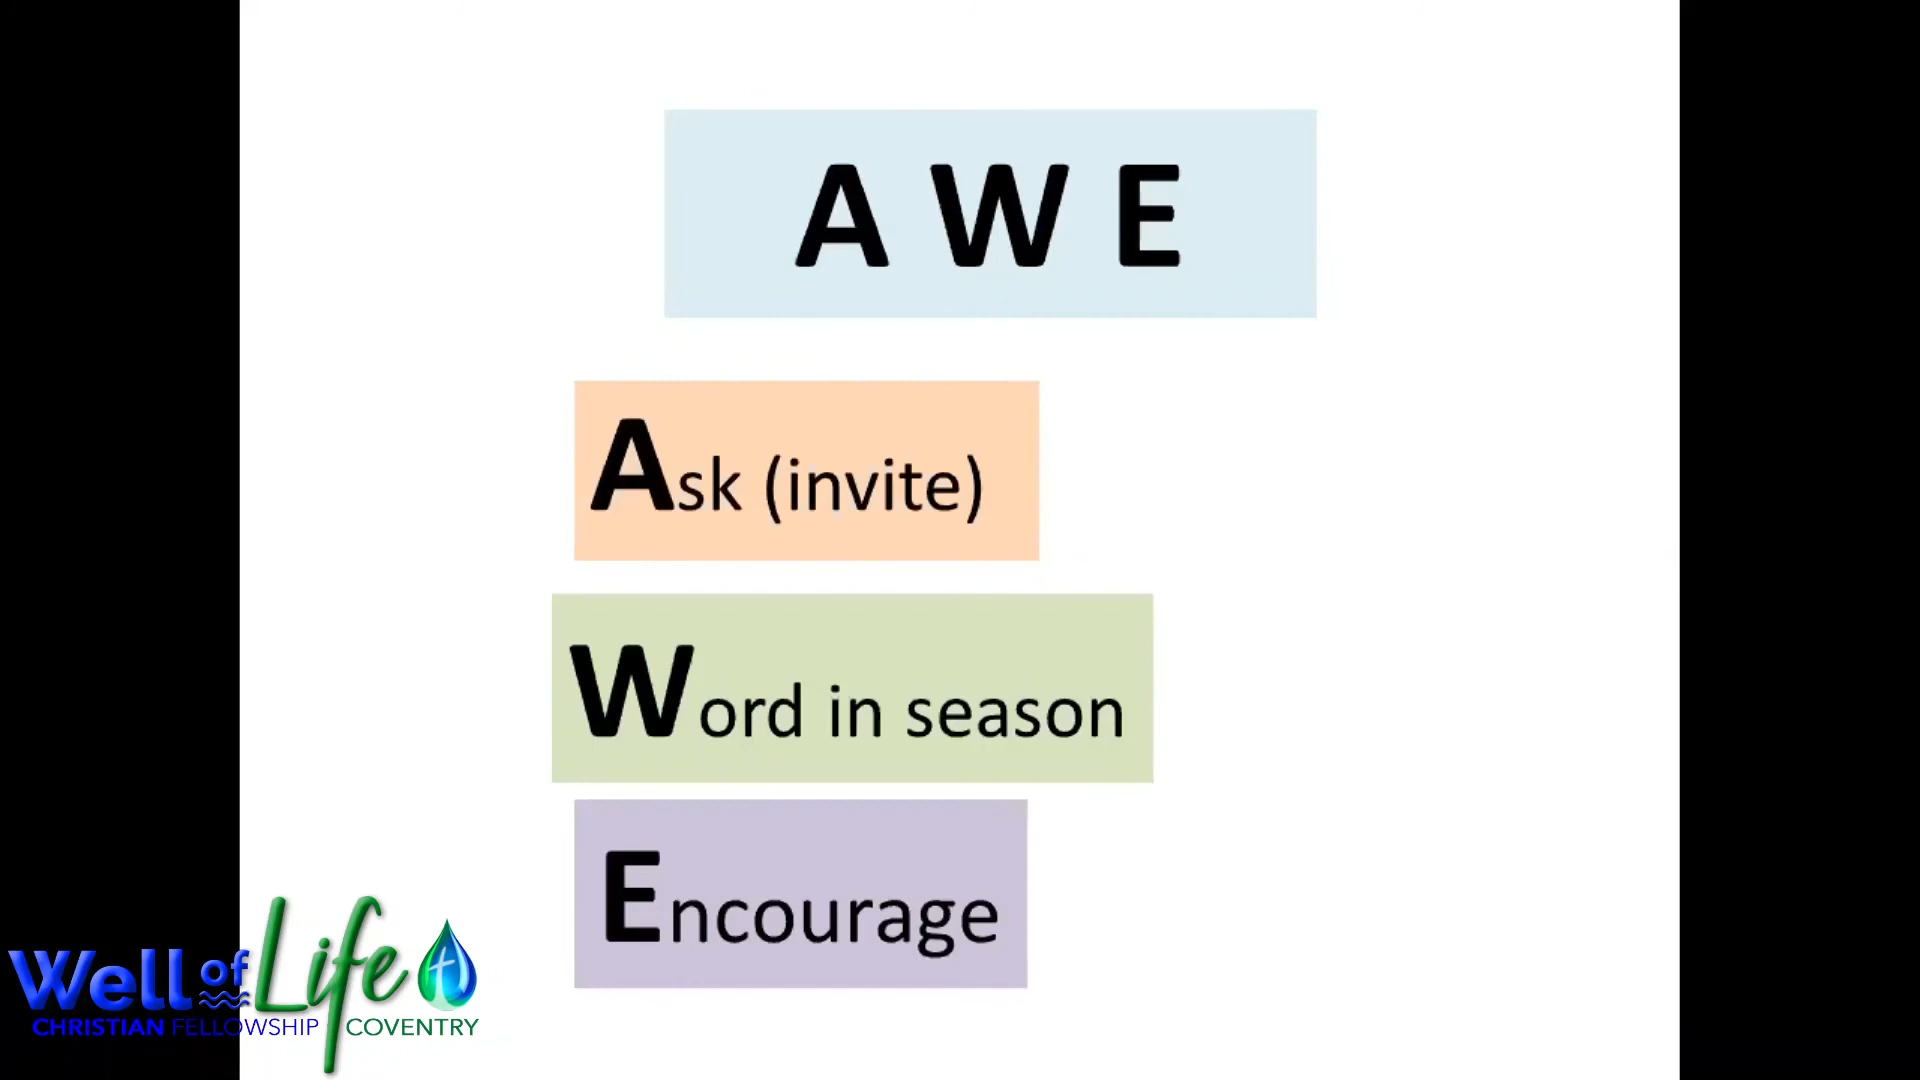 A W E
Ask (invite)
Word in season
Encourage
Well of Life
CHRISTIAN FELLOWSHIP COVENTRY